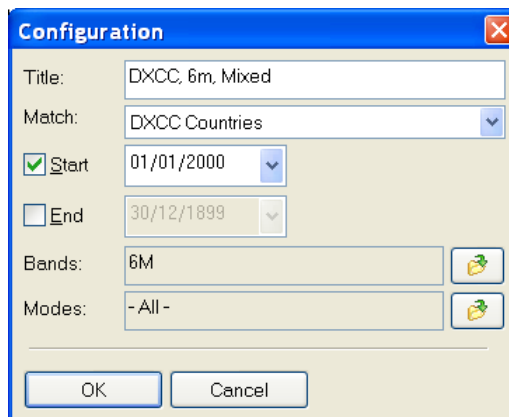 Configuration
Title: DXCC, 6m, Mixed
Match: DXCC Countries
Start 01/01/2000
End 30/12/1899
Bands: 6M
Modes: - All -
OK Cancel